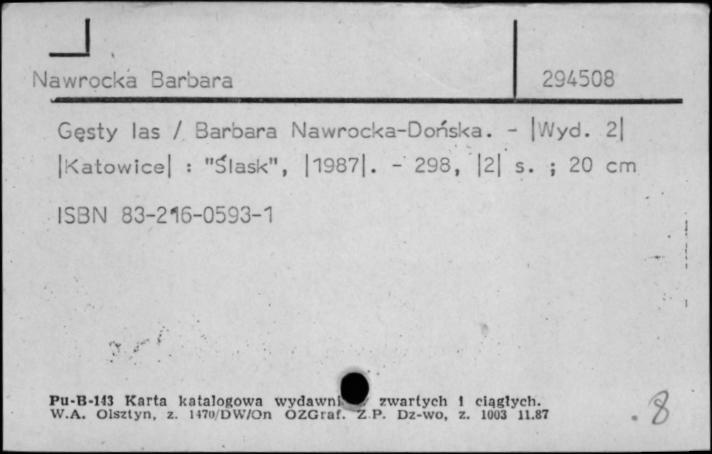 Nawrocka Barbara 294508
Gęsty las / Barbara Nawrocka-Dońska. - |Wyd. 2|
|Katowice| : "Ślask", |1987|. - 298, |2| s. ; 20 cm
ISBN 83-216-0593-1
Pu-B-143 Karta katalogowa zwartych i ciągłych.
W.A. Olsztyn, z. 1470/DW/On OZGraf. Z.P. Dz-wo, z. 1003 11.87
8